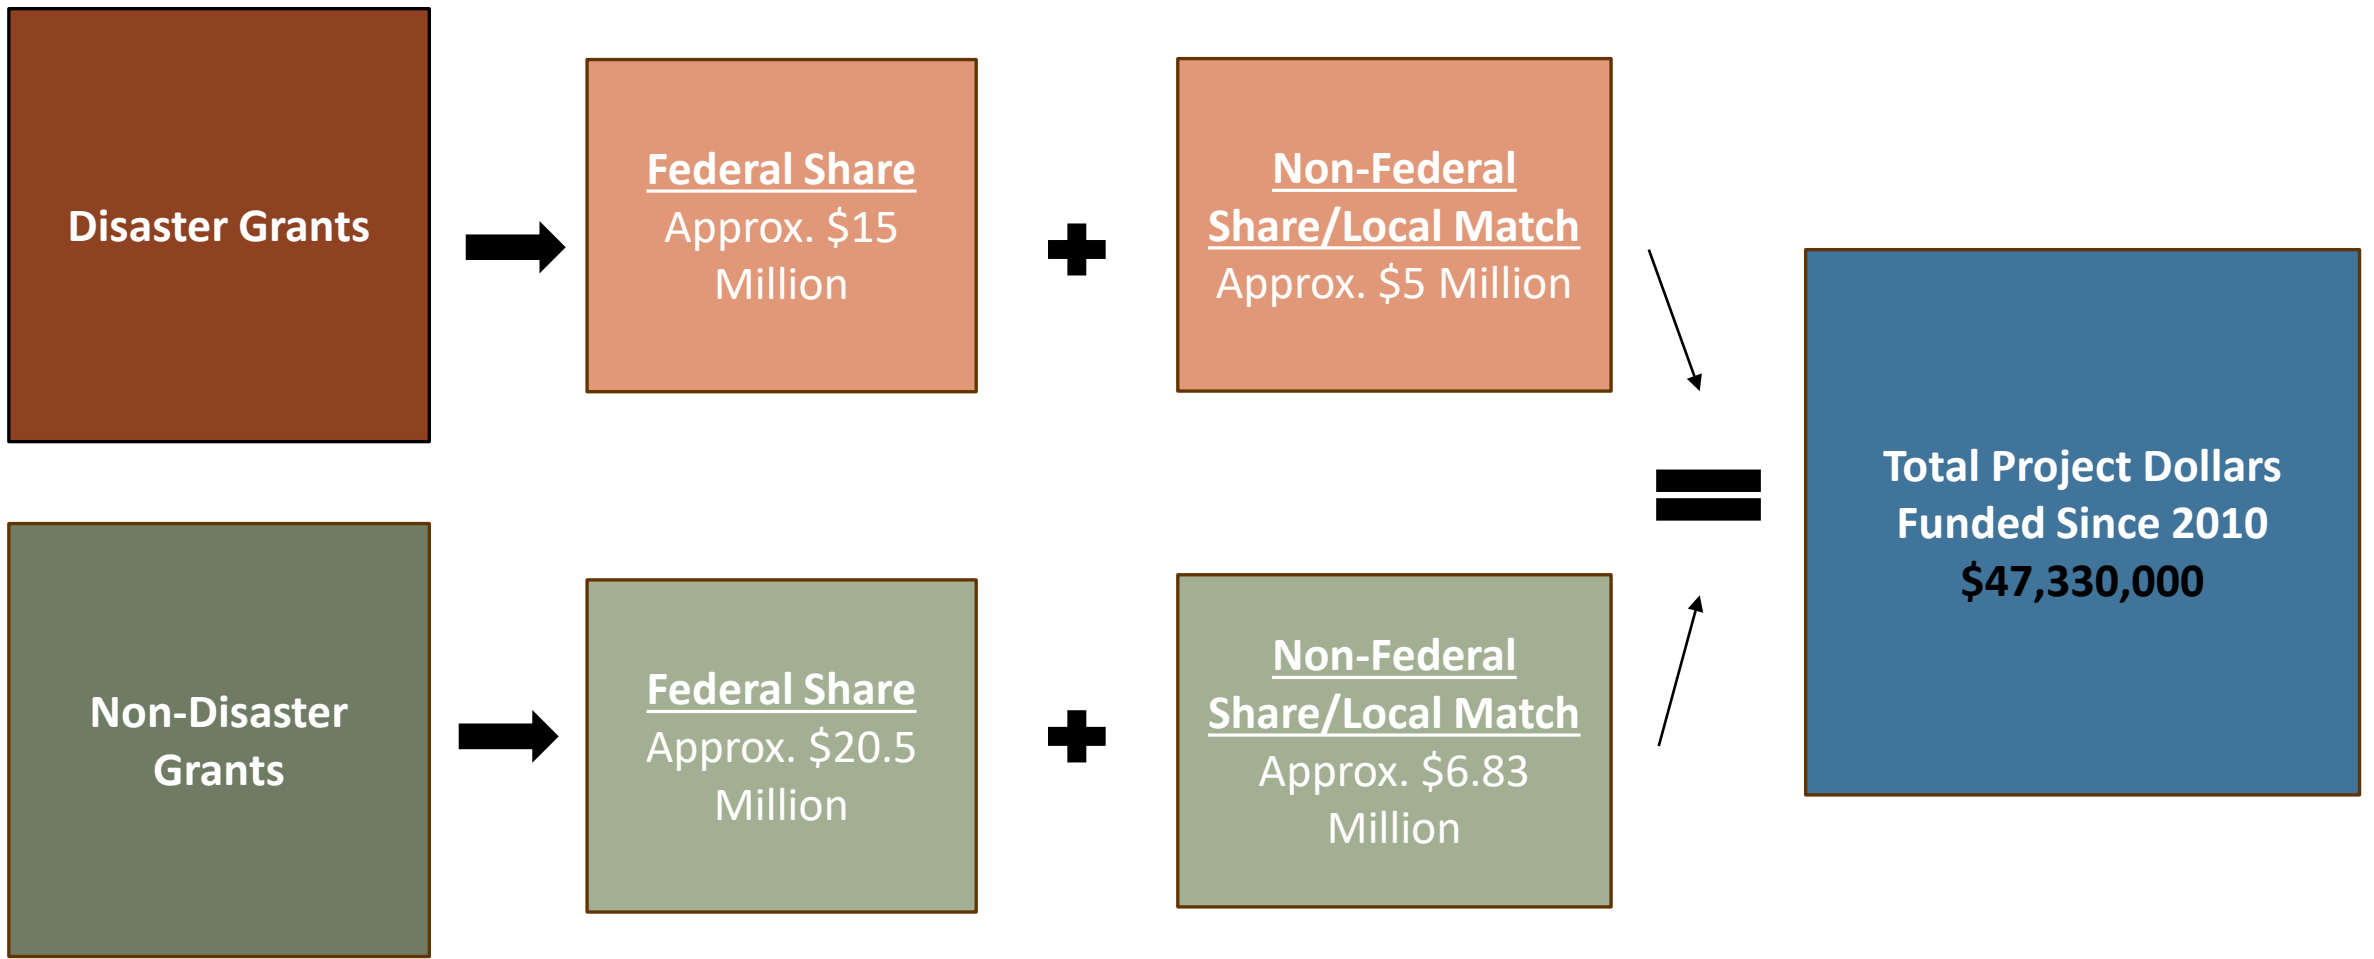 Disaster Grants
Federal Share
Approx. $15
Million
Non-Federal
Share/Local Match
Approx. $5 Million
Non-Disaster
Grants
Federal Share
Approx. $20.5
Million
Non-Federal
Share/Local Match
Approx. $6.83
Million
Total Project Dollars
Funded Since 2010
$47,330,000